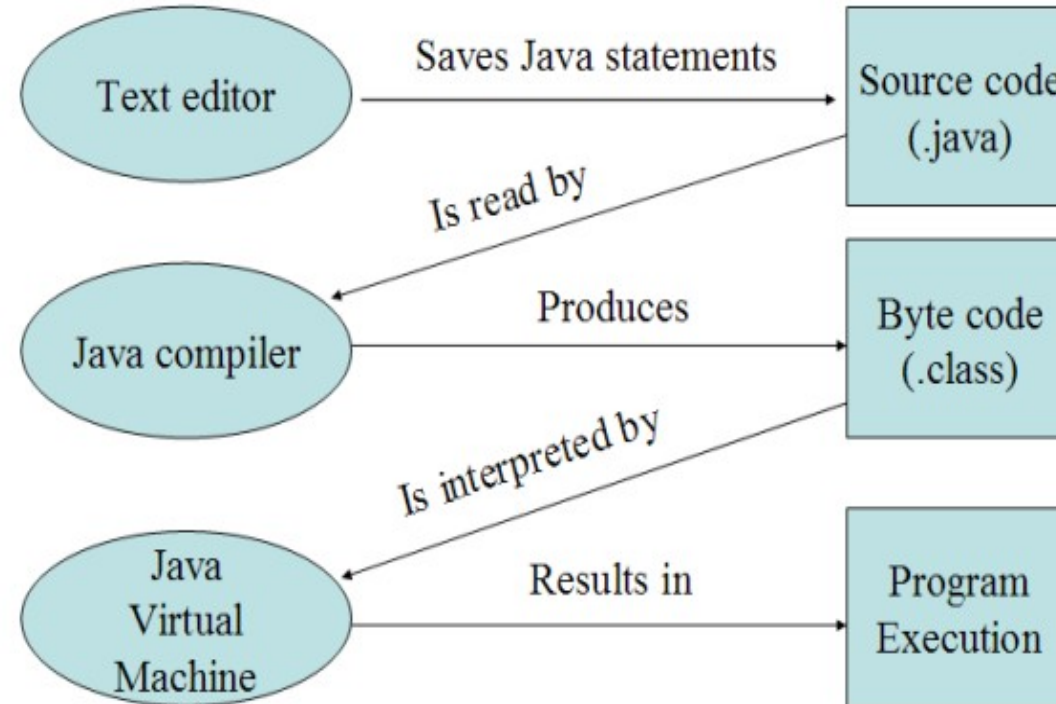 Text editor
Saves Java statements
Source code
(.java)
Is read by
Java compiler
Produces
Byte code
(.class)
Is interpreted by
Java
Virtual
Machine
Results in
Program
Execution